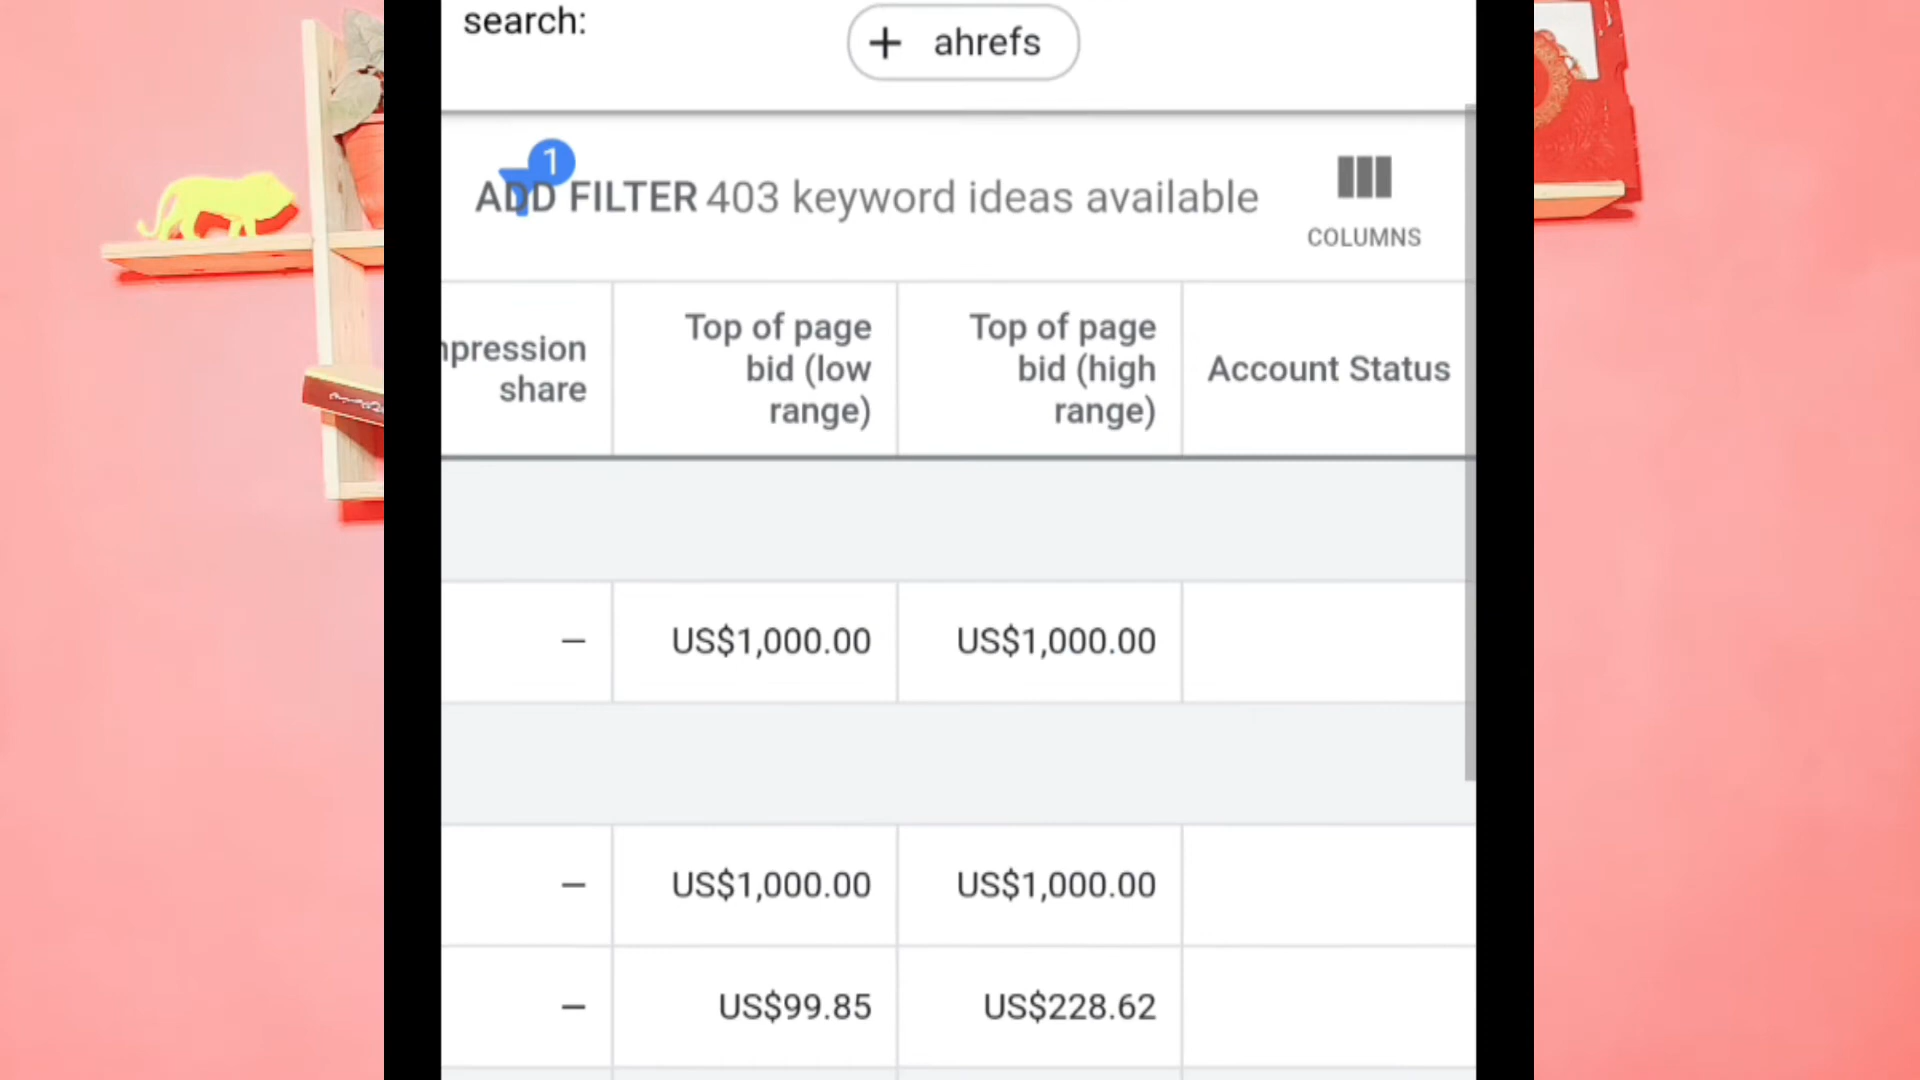 search:
+ ahrefs
1
ADD FILTER 403 keyword ideas available
COLUMNS
npression
share
Top of page
bid (low
range)
Top of page
bid (high
range)
Account Status
– US$1,000.00 US$1,000.00
– US$1,000.00 US$1,000.00
– US$99.85 US$228.62